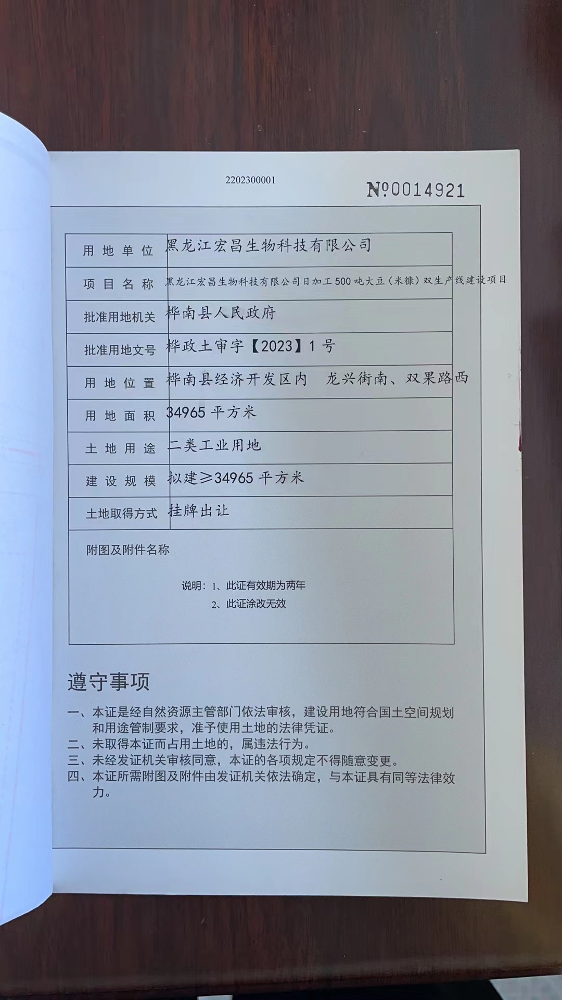 2202300001
№0014921
用地单位 黑龙江宏昌生物科技有限公司
项目名称 黑龙江宏昌生物科技有限公司日加工500吨大豆（米糠）双生产线建设项目
批准用地机关 桦南县人民政府
批准用地文号 桦政土审字【2023】1号
用地位置 桦南县经济开发区内 龙兴街南、双果路西
用地面积 34965平方米
土地用途 二类工业用地
建设规模 拟建≥34965平方米
土地取得方式 挂牌出让
附图及附件名称
说明：1、此证有效期为两年
2、此证涂改无效
遵守事项
一、本证是经自然资源主管部门依法审核，建设用地符合国土空间规划
和用途管制要求，准予使用土地的法律凭证。
二、未取得本证而占用土地的，属违法行为。
三、未经发证机关审核同意，本证的各项规定不得随意变更。
四、本证所需附图及附件由发证机关依法确定，与本证具有同等法律效
力。